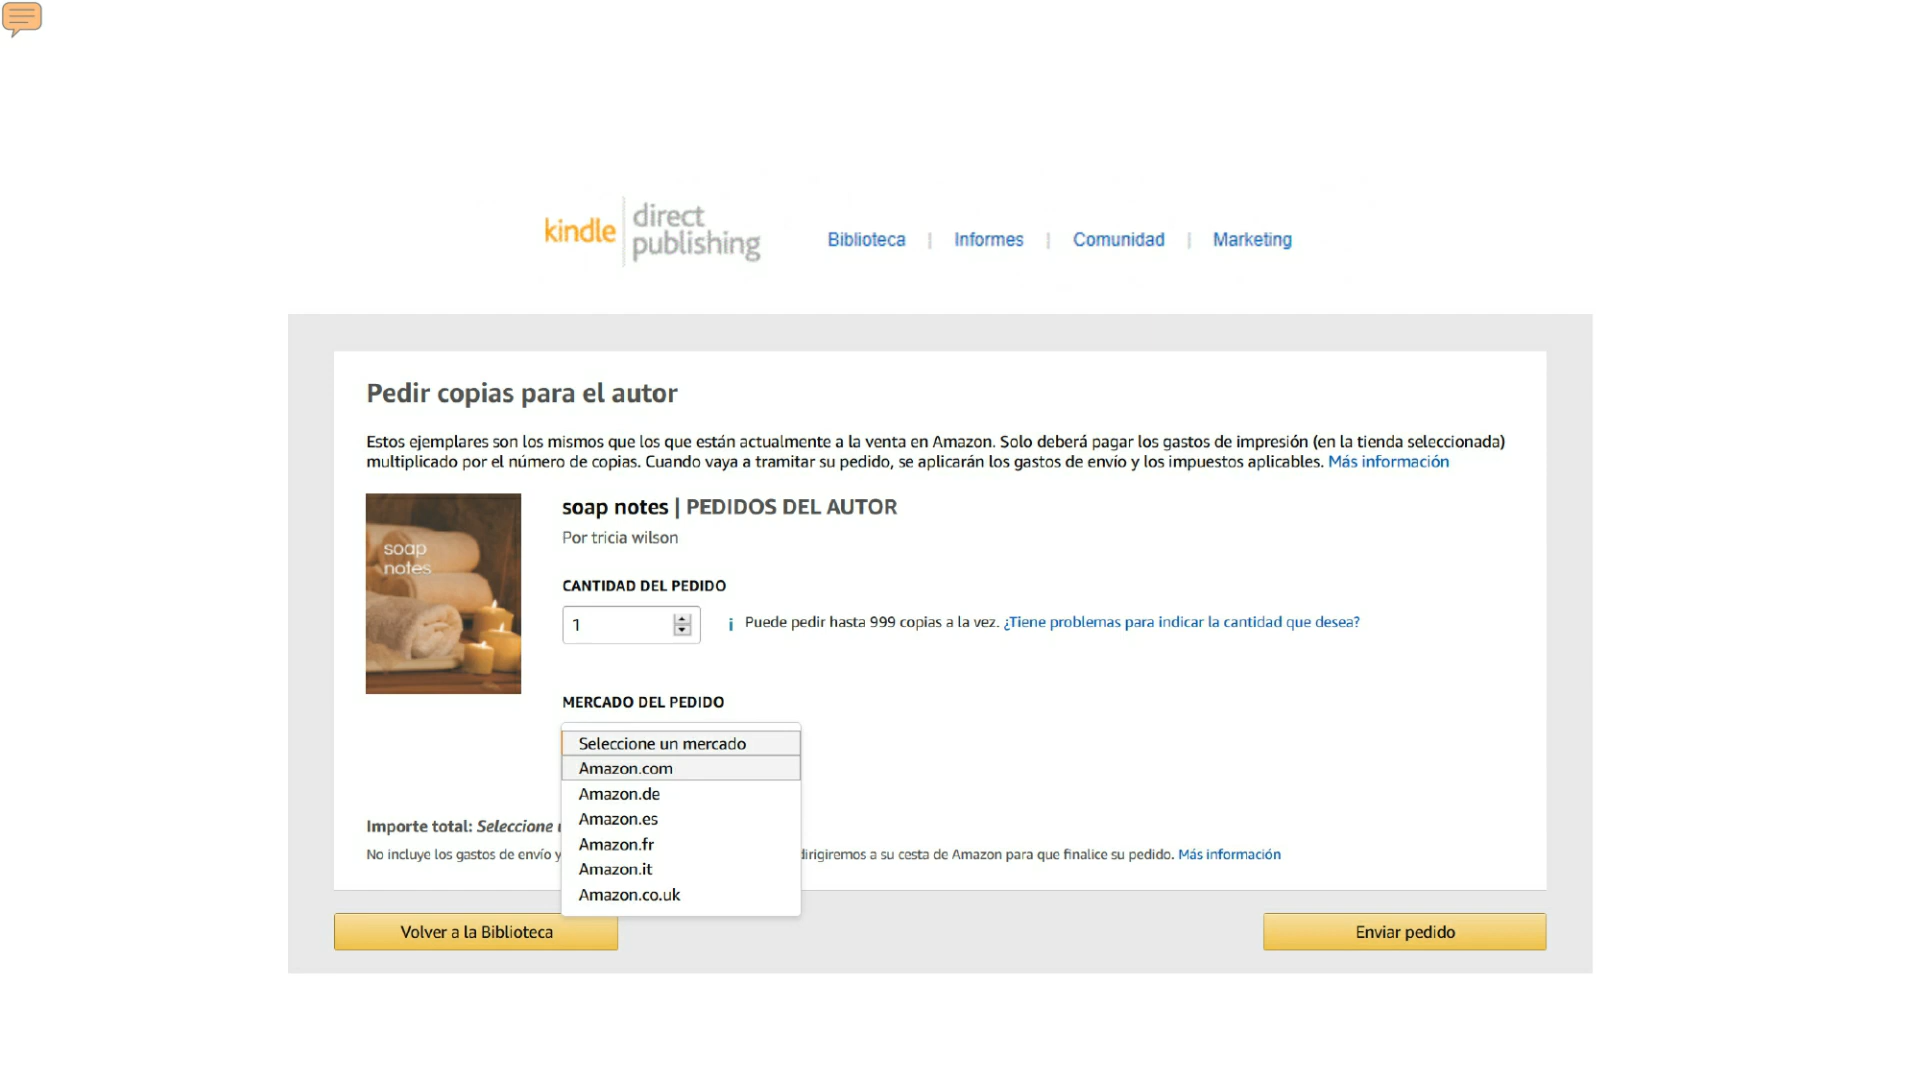 kindle direct publishing
Biblioteca | Informes | Comunidad | Marketing
Pedir copias para el autor
Estos ejemplares son los mismos que los que están actualmente a la venta en Amazon. Solo deberá pagar los gastos de impresión (en la tienda seleccionada)
multiplicado por el número de copias. Cuando vaya a tramitar su pedido, se aplicarán los gastos de envío y los impuestos aplicables. Más información
soap
notes
soap notes | PEDIDOS DEL AUTOR
Por tricia wilson
CANTIDAD DEL PEDIDO
1
i Puede pedir hasta 999 copias a la vez. ¿Tiene problemas para indicar la cantidad que desea?
MERCADO DEL PEDIDO
Seleccione un mercado
Amazon.com
Amazon.de
Amazon.es
Amazon.fr
Amazon.it
Amazon.co.uk
Importe total: Seleccione
No incluye los gastos de envío y dirigiremos a su cesta de Amazon para que finalice su pedido. Más información
Volver a la Biblioteca
Enviar pedido